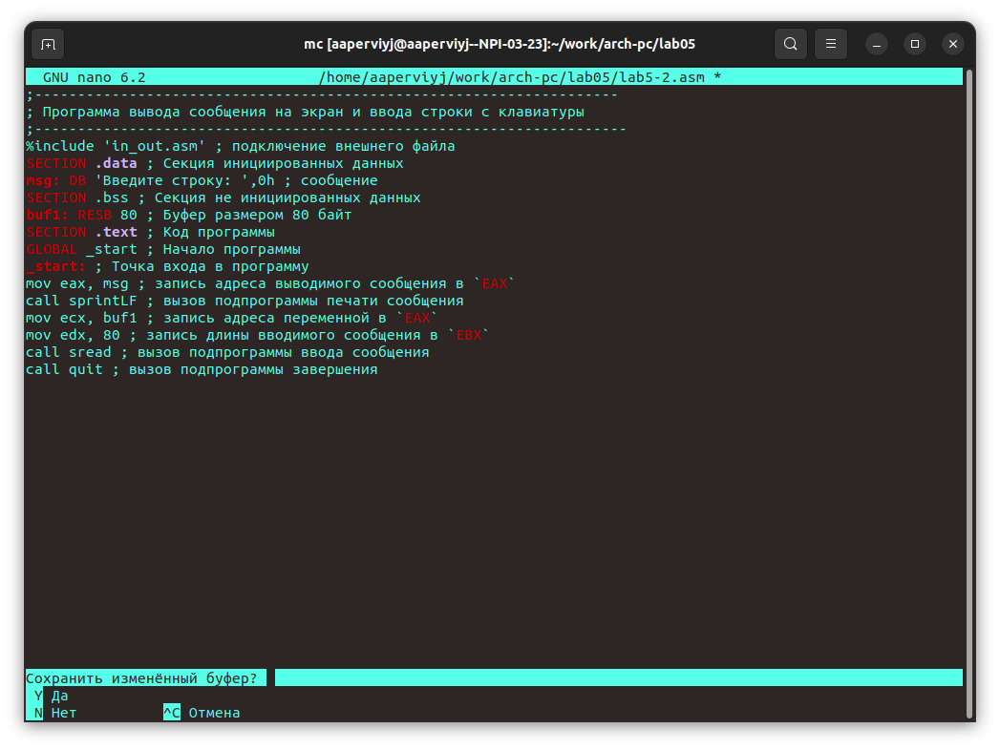 mc [aaperviyj@aaperviyj--NPI-03-23]:~/work/arch-pc/lab05
GNU nano 6.2 /home/aaperviyj/work/arch-pc/lab05/lab5-2.asm *
;--------------------------------------------------------------------
; Программа вывода сообщения на экран и ввода строки с клавиатуры
;---------------------------------------------------------------------
%include 'in_out.asm' ; подключение внешнего файла
SECTION .data ; Секция инициированных данных
msg: DB 'Введите строку: ',0h ; сообщение
SECTION .bss ; Секция не инициированных данных
buf1: RESB 80 ; Буфер размером 80 байт
SECTION .text ; Код программы
GLOBAL _start ; Начало программы
_start: ; Точка входа в программу
mov eax, msg ; запись адреса выводимого сообщения в `EAX`
call sprintLF ; вызов подпрограммы печати сообщения
mov ecx, buf1 ; запись адреса переменной в `EAX`
mov edx, 80 ; запись длины вводимого сообщения в `EBX`
call sread ; вызов подпрограммы ввода сообщения
call quit ; вызов подпрограммы завершения
Сохранить изменённый буфер?
Y Да
N Нет ^C Отмена